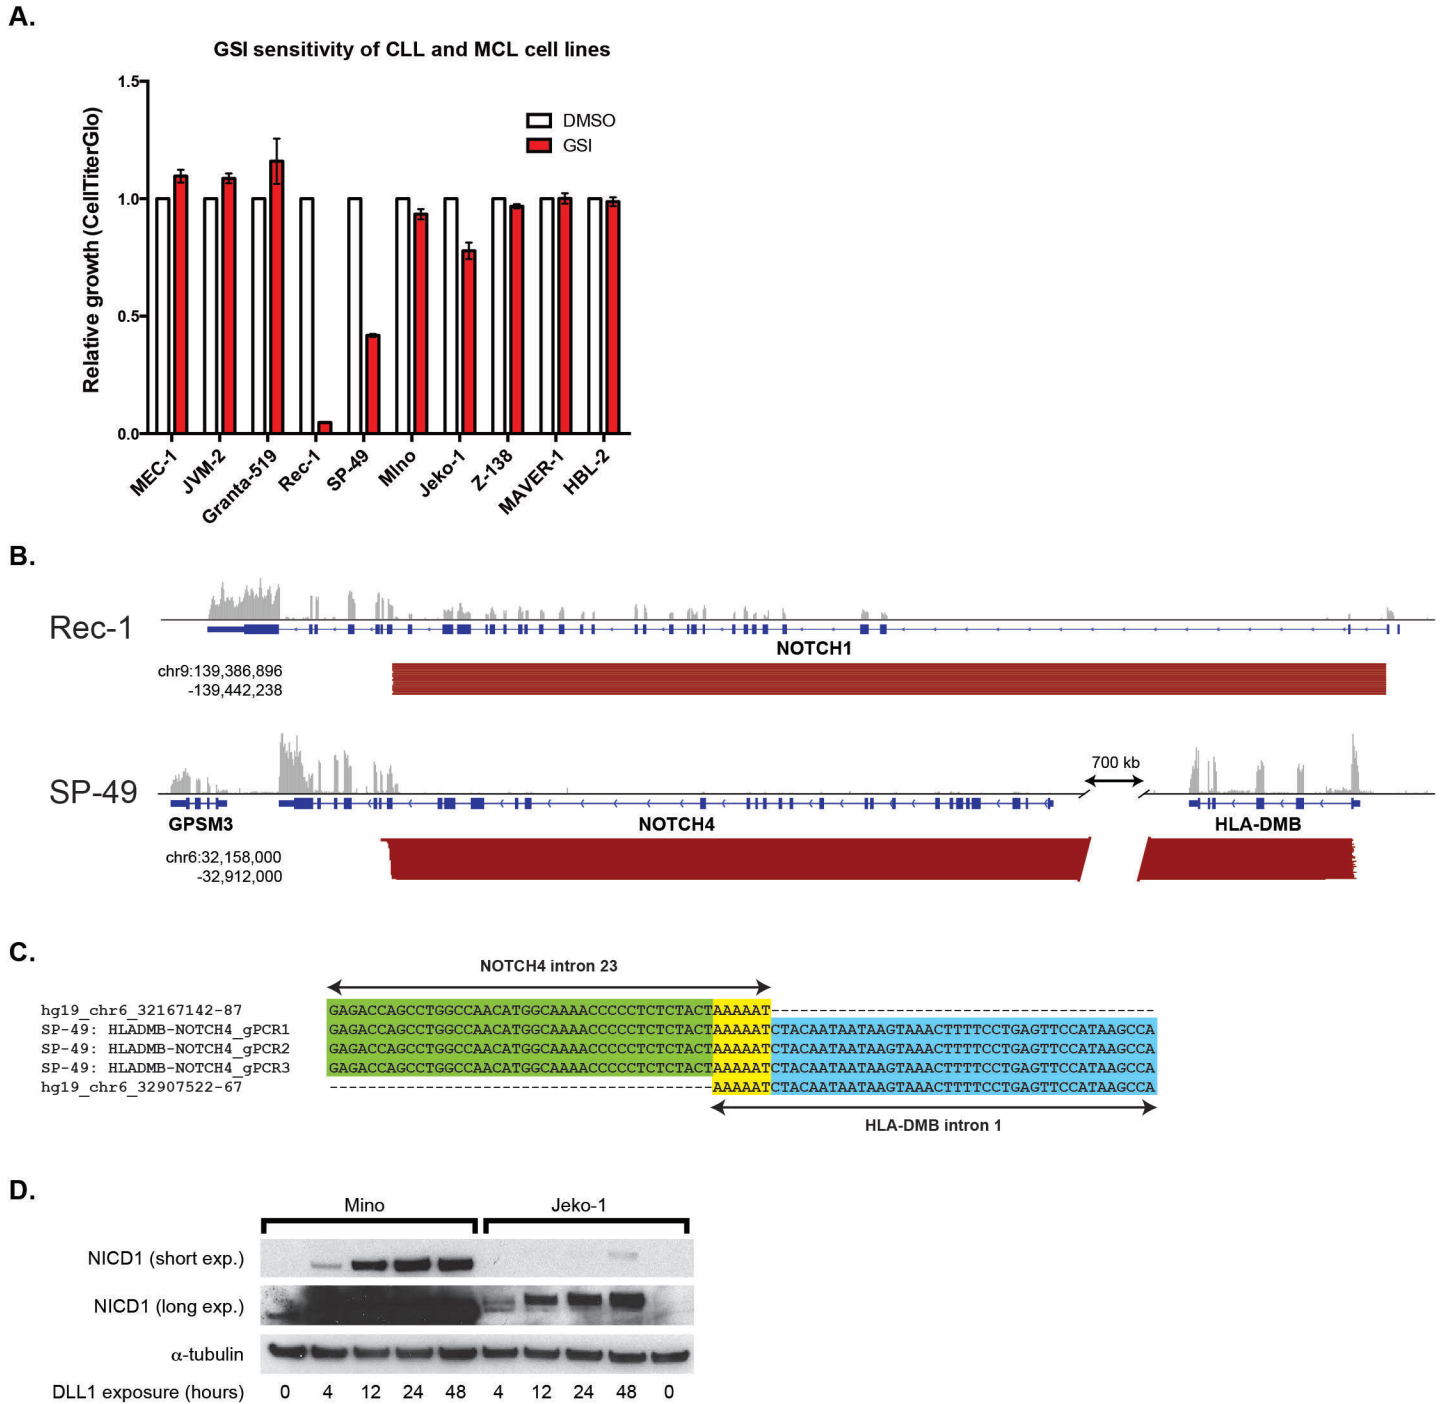 A.
GSI sensitivity of CLL and MCL cell lines
Relative growth (CellTiterGlo)
1.5
1.0
0.5
0.0
DMSO
GSI
MEC-1
JVM-2
Granta-519
Rec-1
SP-49
MIno
Jeko-1
Z-138
MAVER-1
HBL-2
B.
Rec-1
NOTCH1
chr9:139,386,896
-139,442,238
SP-49
700 kb
GPSM3
NOTCH4
HLA-DMB
chr6:32,158,000
-32,912,000
C.
NOTCH4 intron 23
hg19_chr6_32167142-87 GAGACCAGCCTGGCCAACATGGCAAAACCCCCTCTCTACTAAAAAT----------------------------------------
SP-49: HLADMB-NOTCH4_gPCR1 GAGACCAGCCTGGCCAACATGGCAAAACCCCCTCTCTACTAAAAATCTACAATAATAAGTAAACTTTTCCTGAGTTCCATAAGCCA
SP-49: HLADMB-NOTCH4_gPCR2 GAGACCAGCCTGGCCAACATGGCAAAACCCCCTCTCTACTAAAAATCTACAATAATAAGTAAACTTTTCCTGAGTTCCATAAGCCA
SP-49: HLADMB-NOTCH4_gPCR3 GAGACCAGCCTGGCCAACATGGCAAAACCCCCTCTCTACTAAAAATCTACAATAATAAGTAAACTTTTCCTGAGTTCCATAAGCCA
hg19_chr6_32907522-67 ----------------------------------------AAAAATCTACAATAATAAGTAAACTTTTCCTGAGTTCCATAAGCCA
HLA-DMB intron 1
D.
Mino Jeko-1
NICD1 (short exp.)
NICD1 (long exp.)
α-tubulin
DLL1 exposure (hours) 0 4 12 24 48 4 12 24 48 0